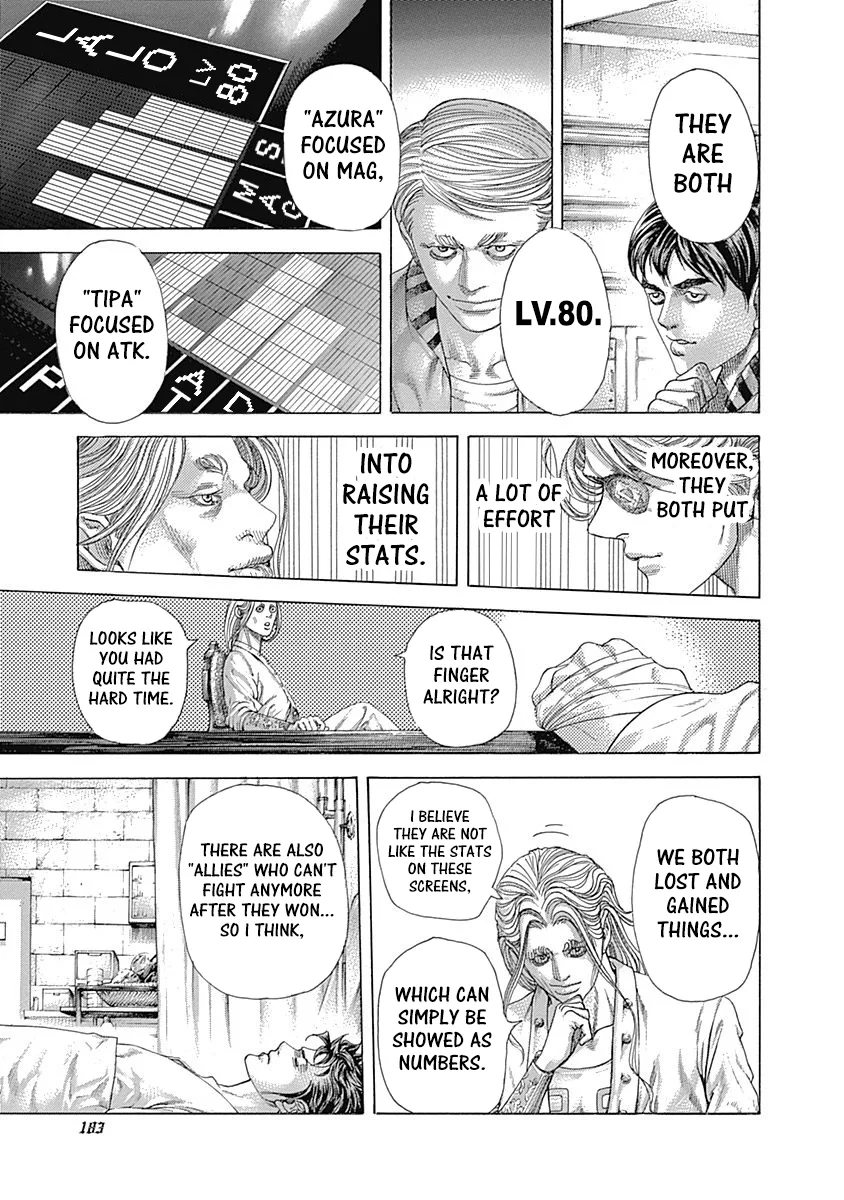 THEY
ARE
BOTH
LV.80.
"AZURA"
FOCUSED
ON MAG,
LALO LV
80
S
MAG
"TIPA"
FOCUSED
ON ATK.
P
AT
D
MOREOVER,
THEY
BOTH PUT
A LOT OF
EFFORT
INTO
RAISING
THEIR
STATS.
IS THAT
FINGER
ALRIGHT?
LOOKS LIKE
YOU HAD
QUITE THE
HARD TIME.
WE BOTH
LOST AND
GAINED
THINGS...
I BELIEVE
THEY ARE NOT
LIKE THE STATS
ON THESE
SCREENS,
WHICH CAN
SIMPLY BE
SHOWED AS
NUMBERS.
THERE ARE ALSO
"ALLIES" WHO CAN'T
FIGHT ANYMORE
AFTER THEY WON...
SO I THINK,
183